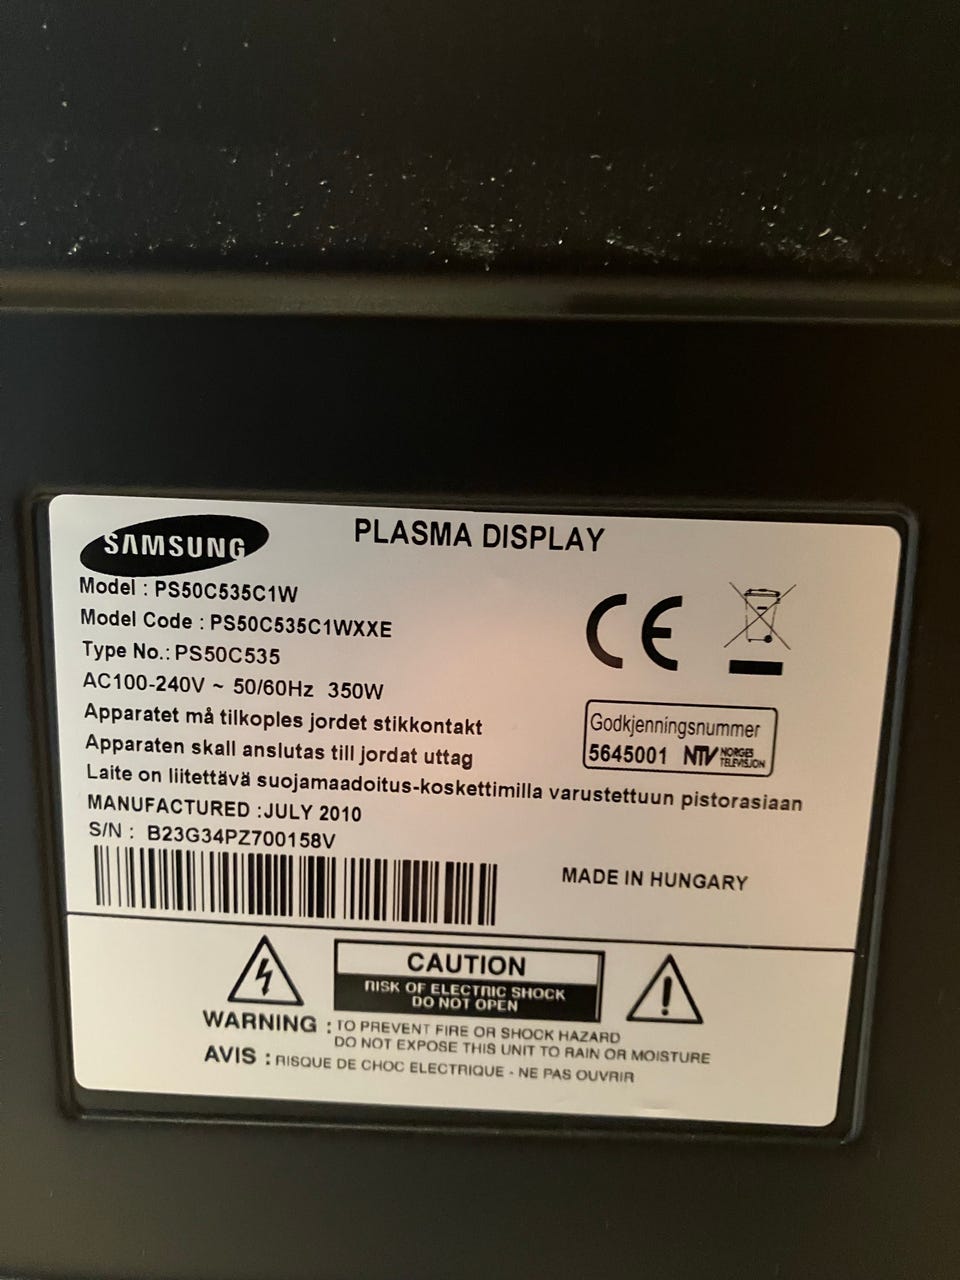 SAMSUNG
PLASMA DISPLAY
Model : PS50C535C1W
Model Code : PS50C535C1WXXE
Type No.: PS50C535
AC100-240V ~ 50/60Hz 350W
Apparatet må tilkoples jordet stikkontakt
Apparaten skall anslutas till jordat uttag
Laite on liitettävä suojamaadoitus-koskettimilla varustettuun pistorasiaan
CE
Godkjenningsnummer
5645001 NTV NORGES TELEVISJON
MANUFACTURED :JULY 2010
S/N : B23G34PZ700158V
MADE IN HUNGARY
CAUTION
RISK OF ELECTRIC SHOCK
DO NOT OPEN
WARNING : TO PREVENT FIRE OR SHOCK HAZARD
DO NOT EXPOSE THIS UNIT TO RAIN OR MOISTURE
AVIS : RISQUE DE CHOC ELECTRIQUE - NE PAS OUVRIR